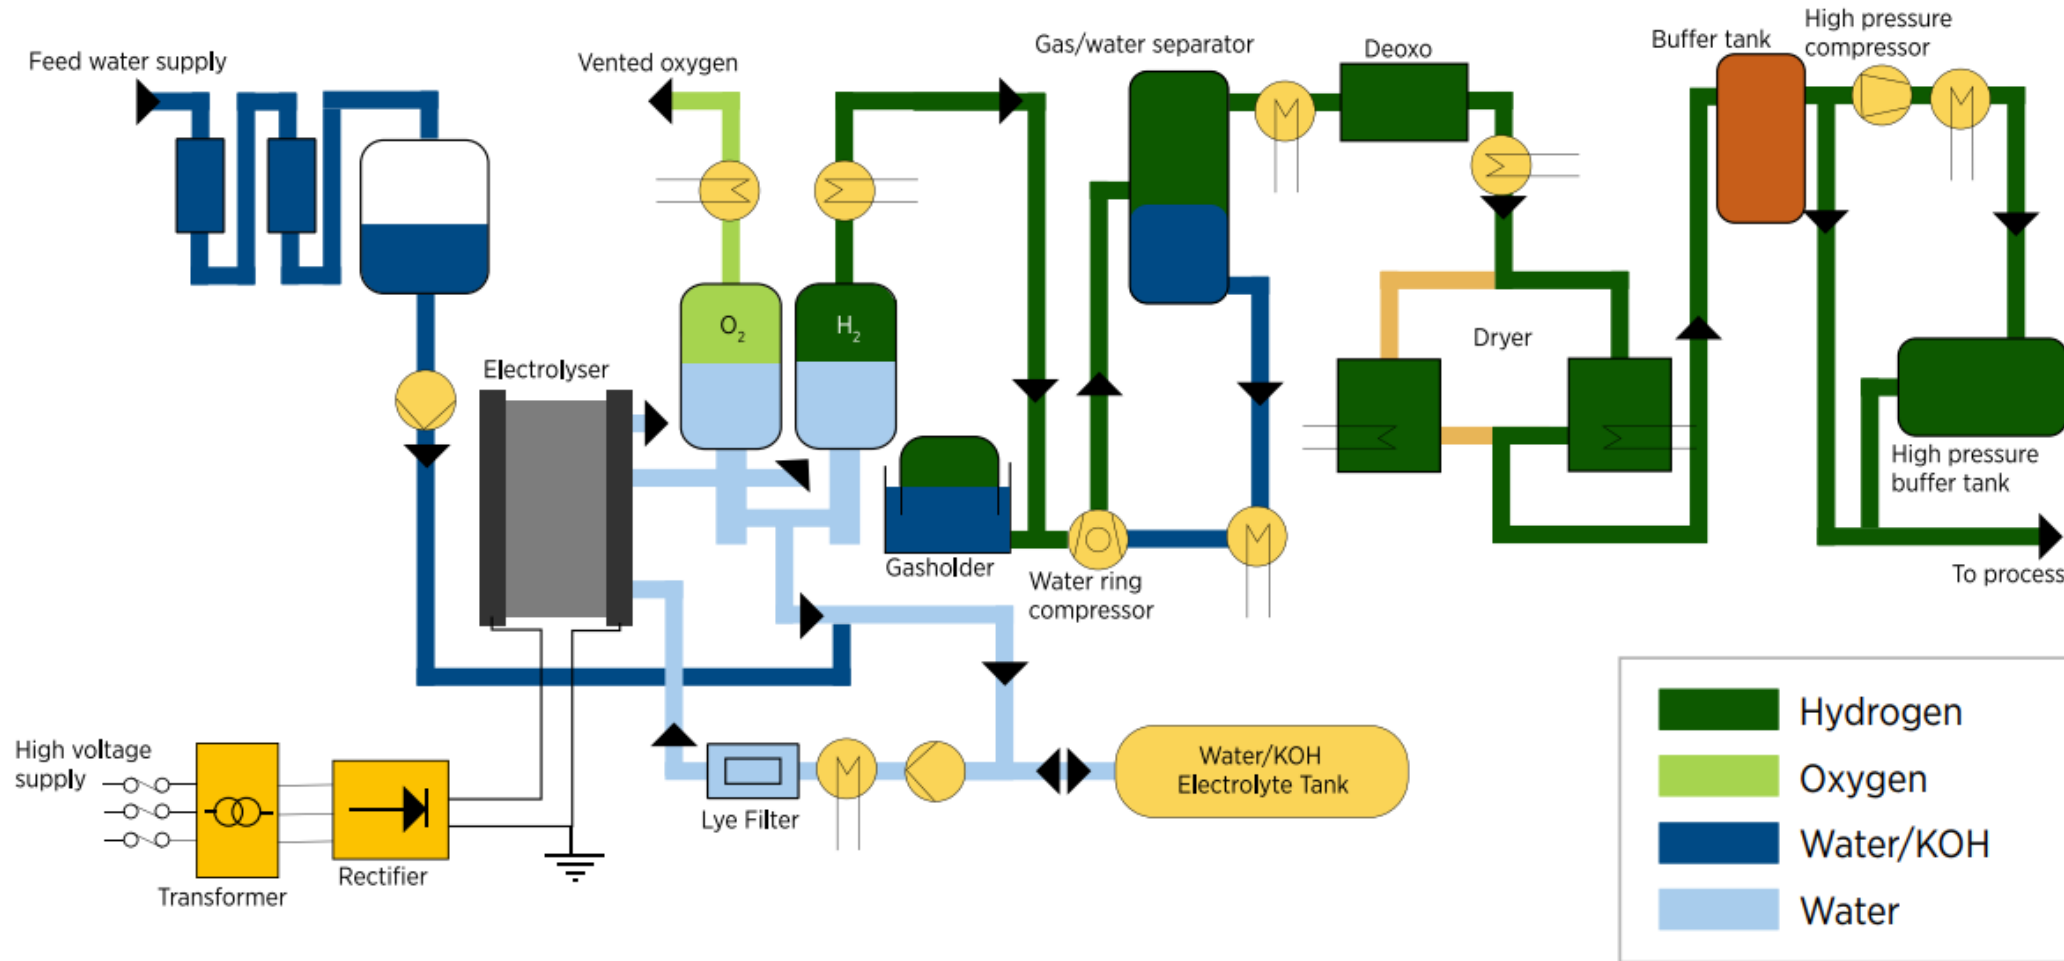 Feed water supply
Vented oxygen
Gas/water separator
Deoxo
Buffer tank
High pressure
compressor
O₂
H₂
Electrolyser
Dryer
High pressure
buffer tank
Gasholder
Water ring
compressor
To process
High voltage
supply
Transformer
Rectifier
Lye Filter
Water/KOH
Electrolyte Tank
Hydrogen
Oxygen
Water/KOH
Water